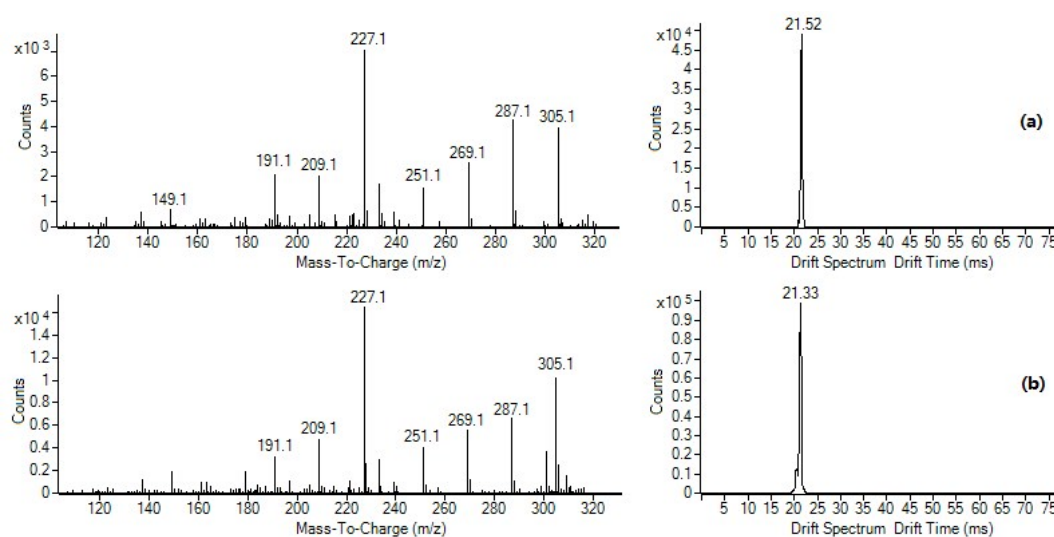 x10 3
6
5
4
3
2
1
0
Counts
227.1
287.1
305.1
269.1
191.1
209.1
251.1
149.1
120 140 160 180 200 220 240 260 280 300 320
Mass-To-Charge (m/z)
x10 4
21.52
4.5
4
3.5
3
2.5
2
1.5
1
0.5
0
Counts
(a)
0 5 10 15 20 25 30 35 40 45 50 55 60 65 70 75
Drift Spectrum Drift Time (ms)
x10 4
1.4
1.2
1
0.8
0.6
0.4
0.2
0
Counts
227.1
305.1
287.1
269.1
209.1
251.1
191.1
120 140 160 180 200 220 240 260 280 300 320
Mass-To-Charge (m/z)
x10 5
21.33
0.9
0.8
0.7
0.6
0.5
0.4
0.3
0.2
0.1
0
Counts
(b)
0 5 10 15 20 25 30 35 40 45 50 55 60 65 70 75
Drift Spectrum Drift Time (ms)